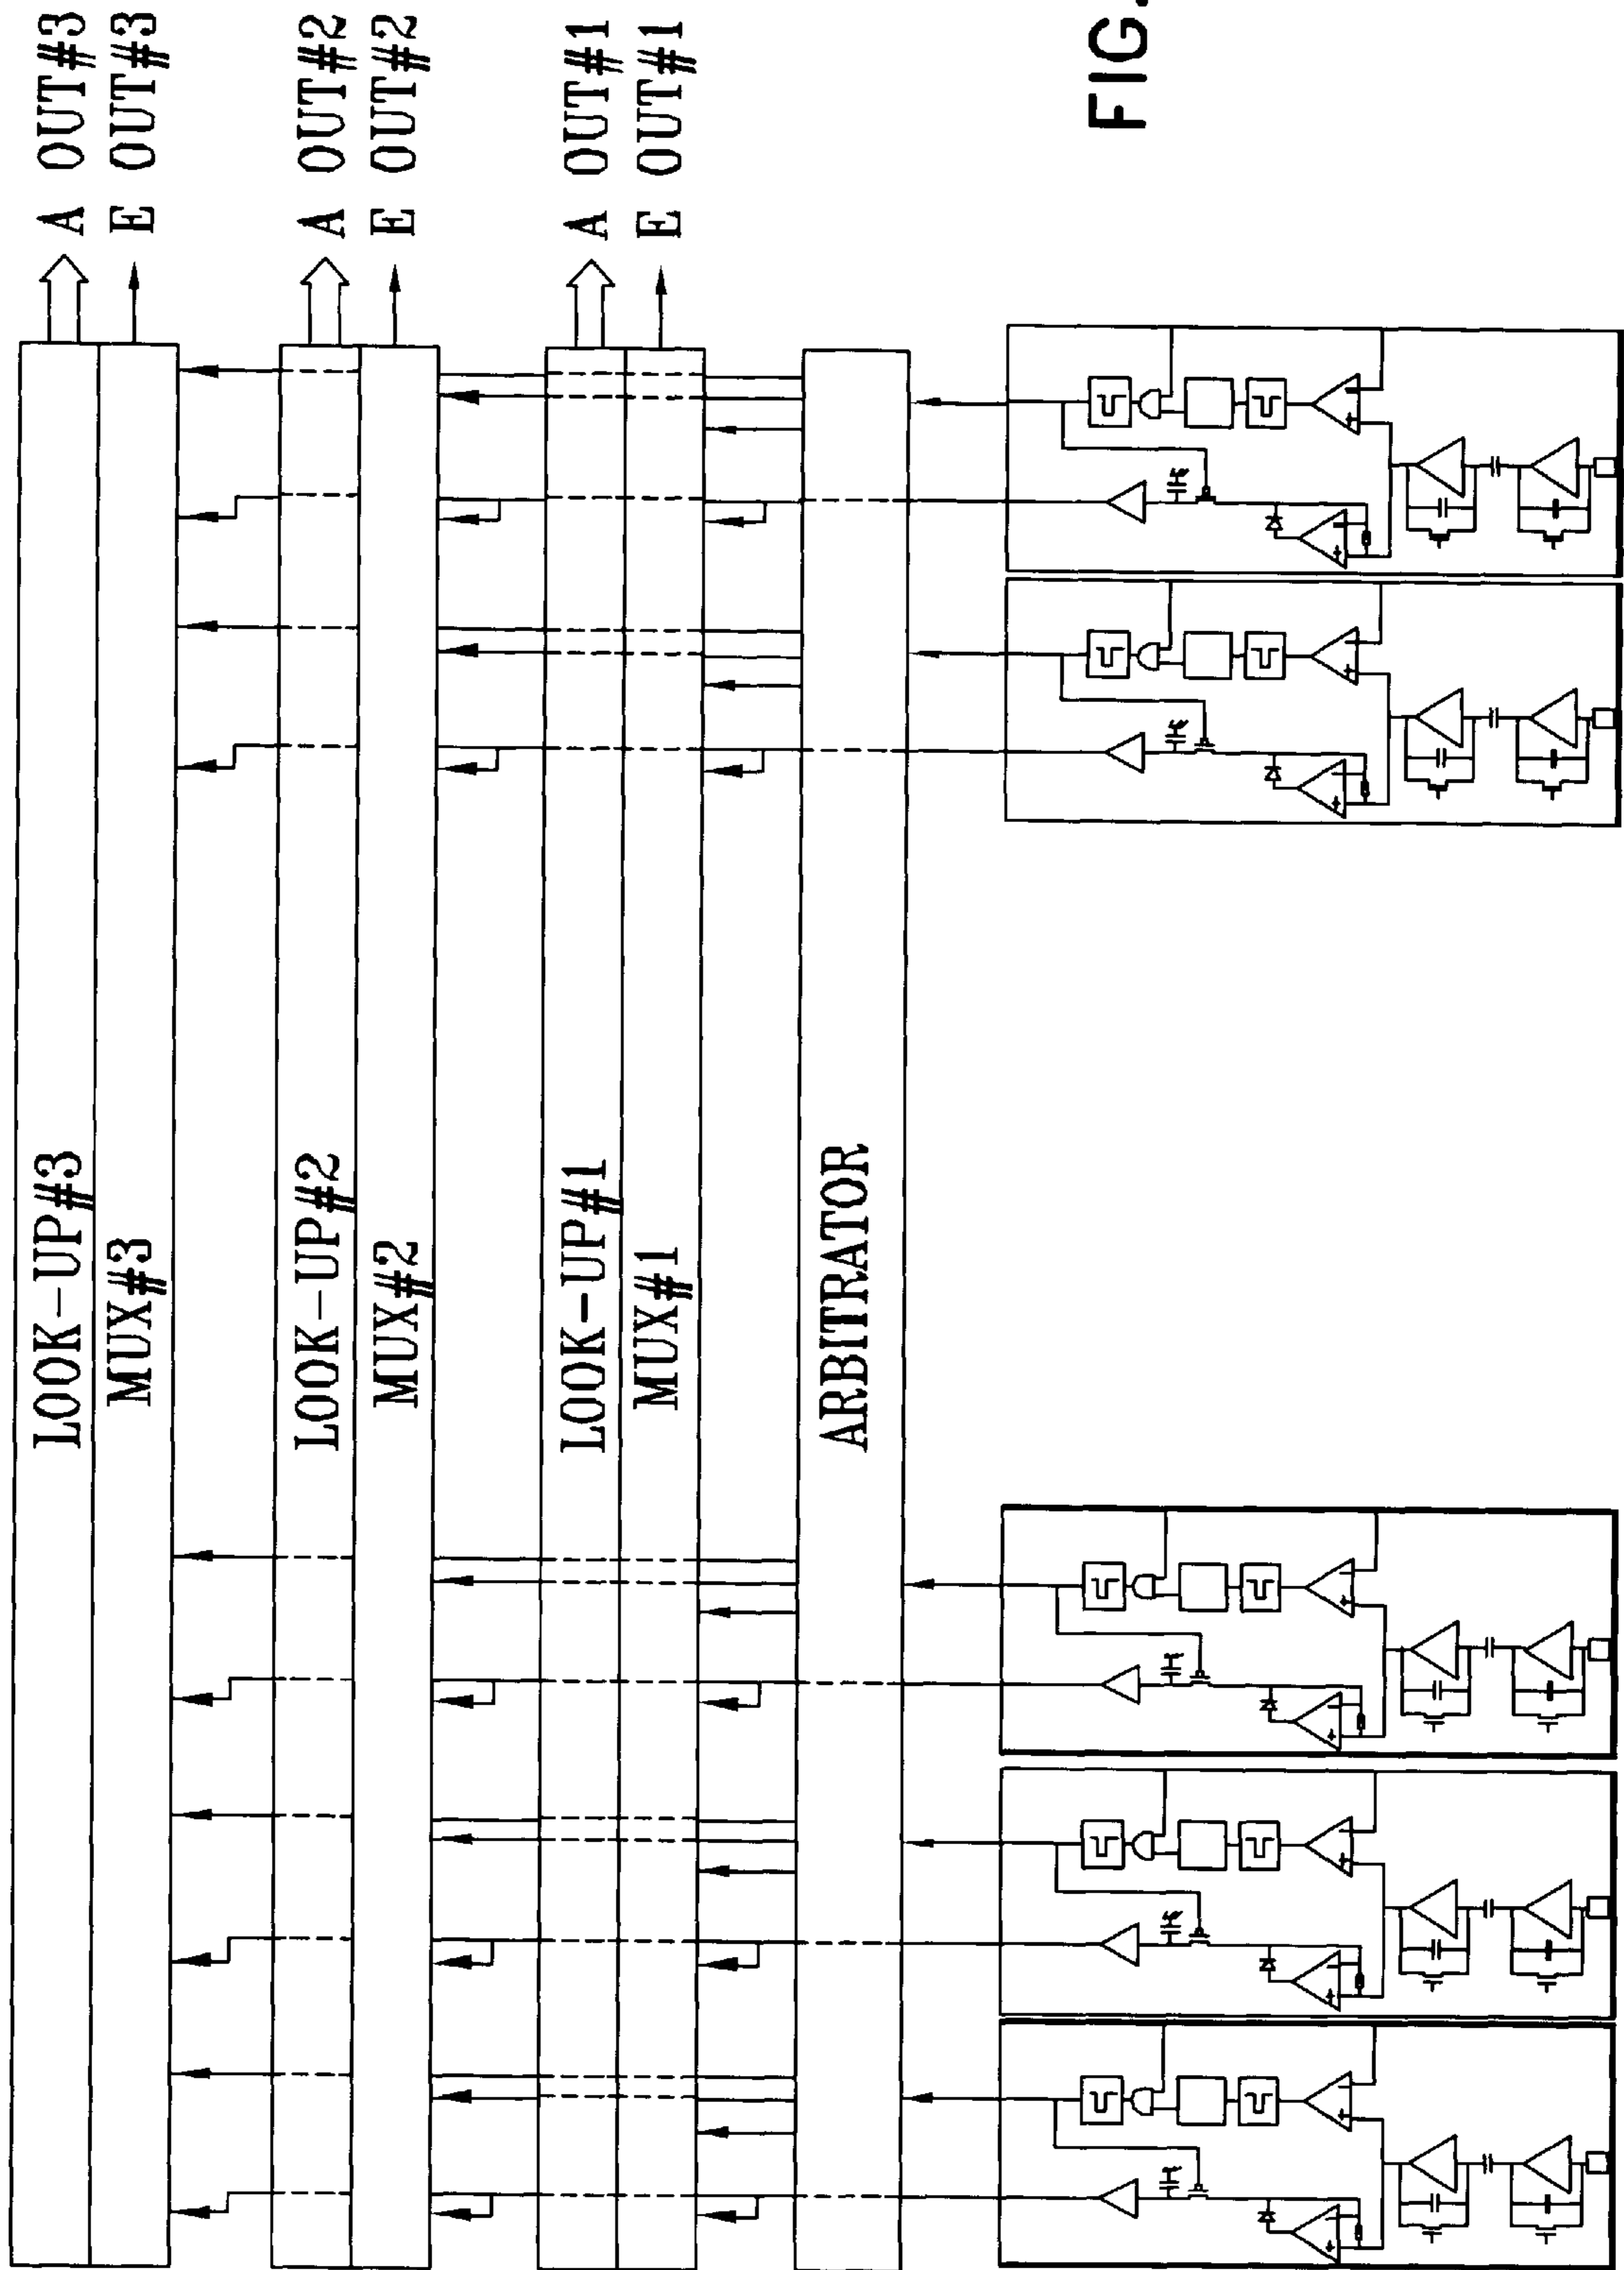 LOOK-UP#3
A OUT#3
MUX#3
E OUT#3
LOOK-UP#2
A OUT#2
MUX#2
E OUT#2
LOOK-UP#1
A OUT#1
MUX#1
E OUT#1
ARBITRATOR
FIG.